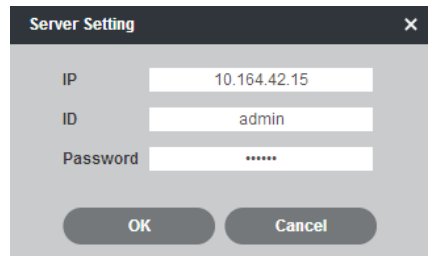 Server Setting
IP 10.164.42.15
ID admin
Password ••••••
OK Cancel